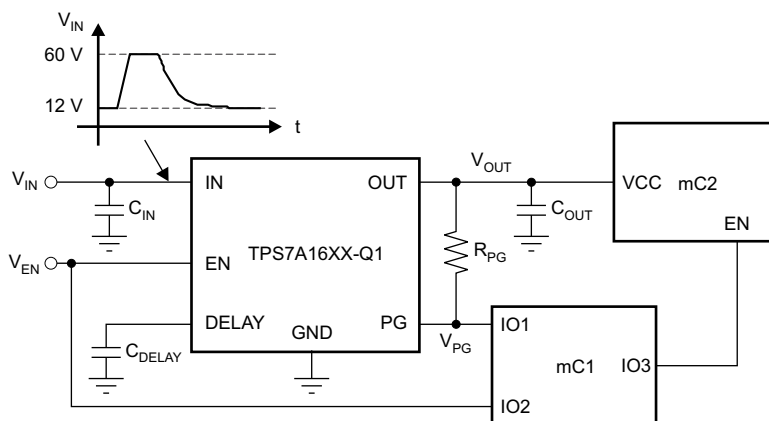 V_IN
60 V
12 V
t
V_IN
C_IN
IN
OUT
V_OUT
VCC
mC2
EN
C_OUT
V_EN
EN
TPS7A16XX-Q1
R_PG
DELAY
GND
PG
V_PG
C_DELAY
IO1
mC1
IO3
IO2